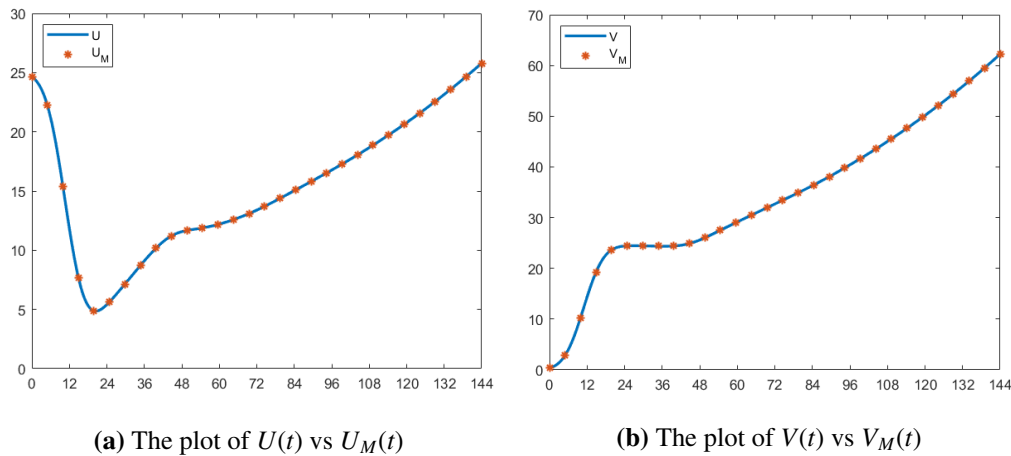 30
25
20
15
10
5
0
U
U_M
0 12 24 36 48 60 72 84 96 108 120 132 144
(a) The plot of U(t) vs U_M(t)
70
60
50
40
30
20
10
0
V
V_M
0 12 24 36 48 60 72 84 96 108 120 132 144
(b) The plot of V(t) vs V_M(t)